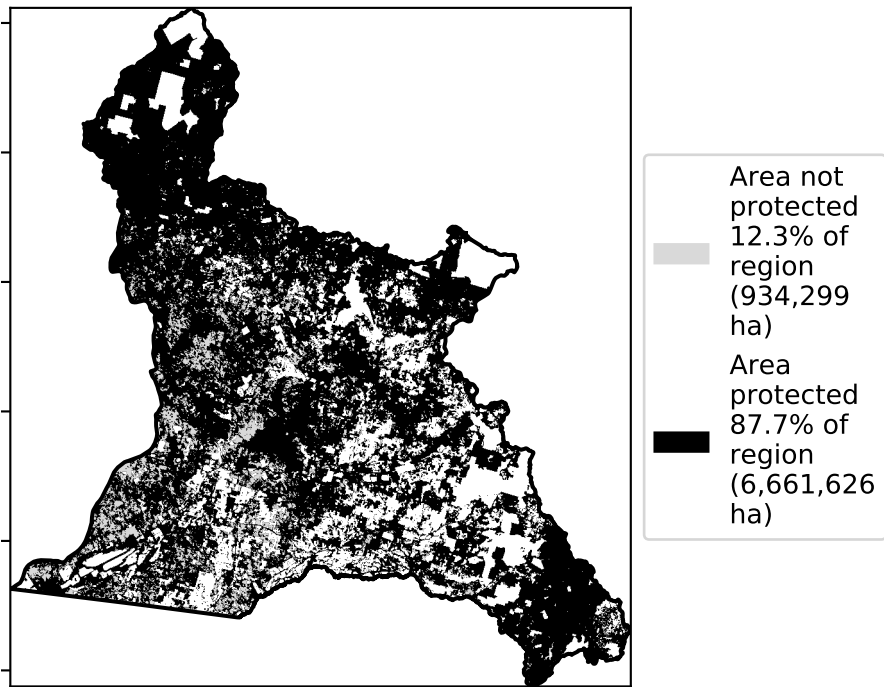 Area not
protected
12.3% of
region
(934,299
ha)
Area
protected
87.7% of
region
(6,661,626
ha)